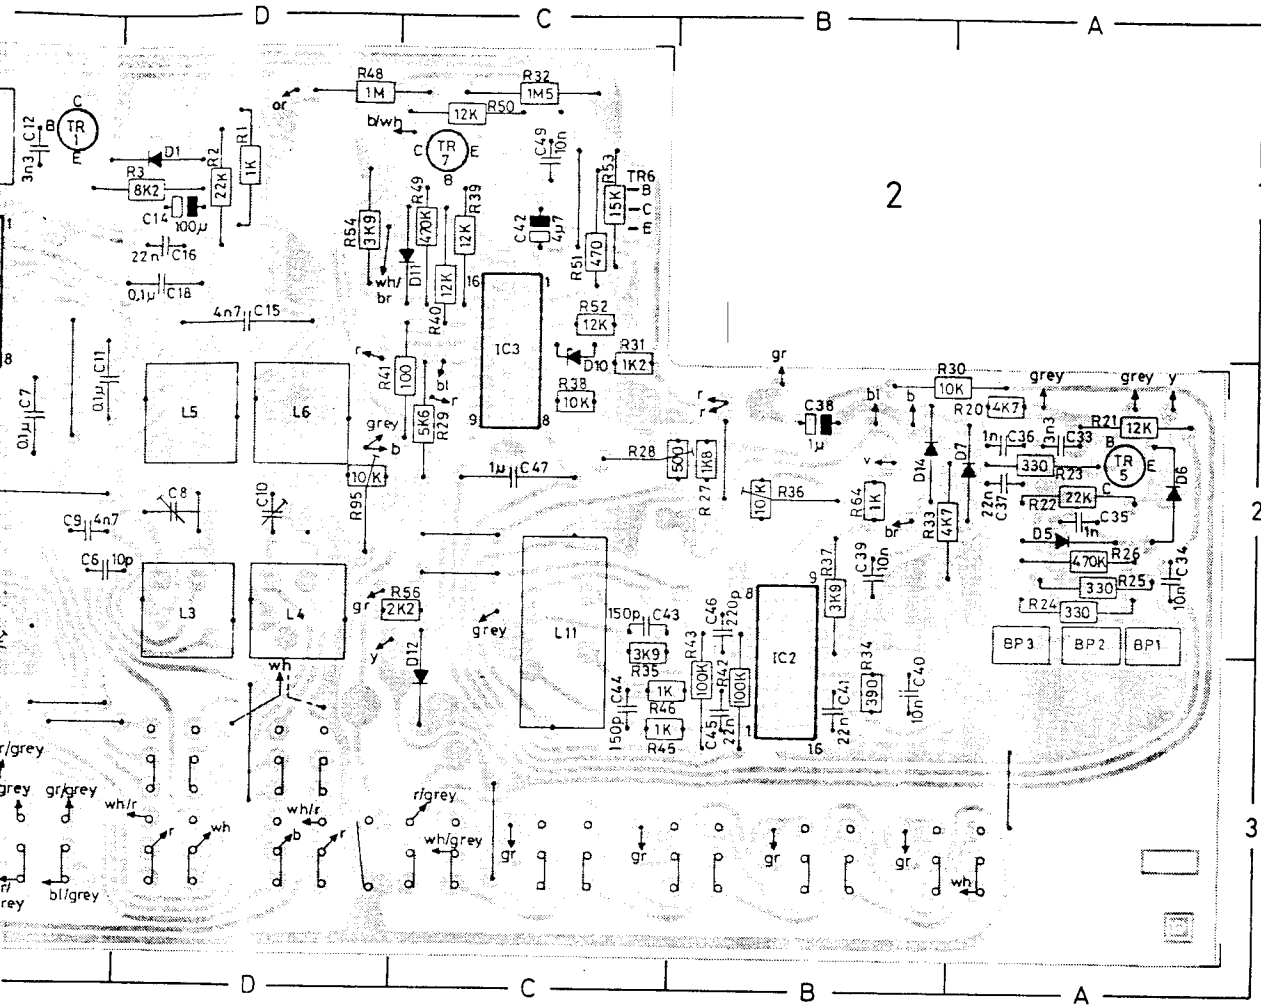 D
C
B
A
R48
1M
R32
1M5
or
12K
R50
b/wh
C
TR
1
B
E
C12
3n3
D1
R2
22K
R1
1K
R3
8K2
C14
100µ
22n
C16
0,1µ
C18
C
TR
7
E
B
C49
10n
R53
15K
TR6
B
C
E
R49
470K
R39
12K
R54
3K9
C42
4µ7
R51
470
D11
wh/
br
12K
R40
16
1
IC3
9
8
1
8
2
1
4n7
C15
R52
12K
D10
R31
1K2
R38
10K
r
R41
100
bl
r
5K6
R29
C11
0,1µ
C7
0,1µ
L5
L6
grey
b
10K
R95
gr
r
r
C38
1µ
bl
b
R30
10K
grey
grey
y
R20
4K7
R21
12K
1n
C36
3n3
C33
B
TR
5
E
C
330
R23
D7
D14
D6
R28
500
1K8
R27
1µ
C47
v
10K
R36
R64
1K
br
R33
4K7
22n
C37
R22
22K
C35
1n
2
D5
470K
R26
330
R25
R24
330
C34
10n
C8
C10
C9
4n7
C6
10p
L3
L4
gr
R56
2K2
y
D12
grey
L11
150p
C43
3K9
R35
C46
220p
R43
100K
R42
100K
C44
150p
1K
R46
1K
R45
C45
22n
8
9
IC2
1
16
R37
3K9
C39
10n
R34
390
C41
22n
C40
10n
BP3
BP2
BP1
wh
r/grey
grey
gr/grey
wh/r
r
wh
wh/r
b
r
r/grey
wh/grey
gr
gr
gr
gr
wh
3
r/
rey
bl/grey
D
C
B
A